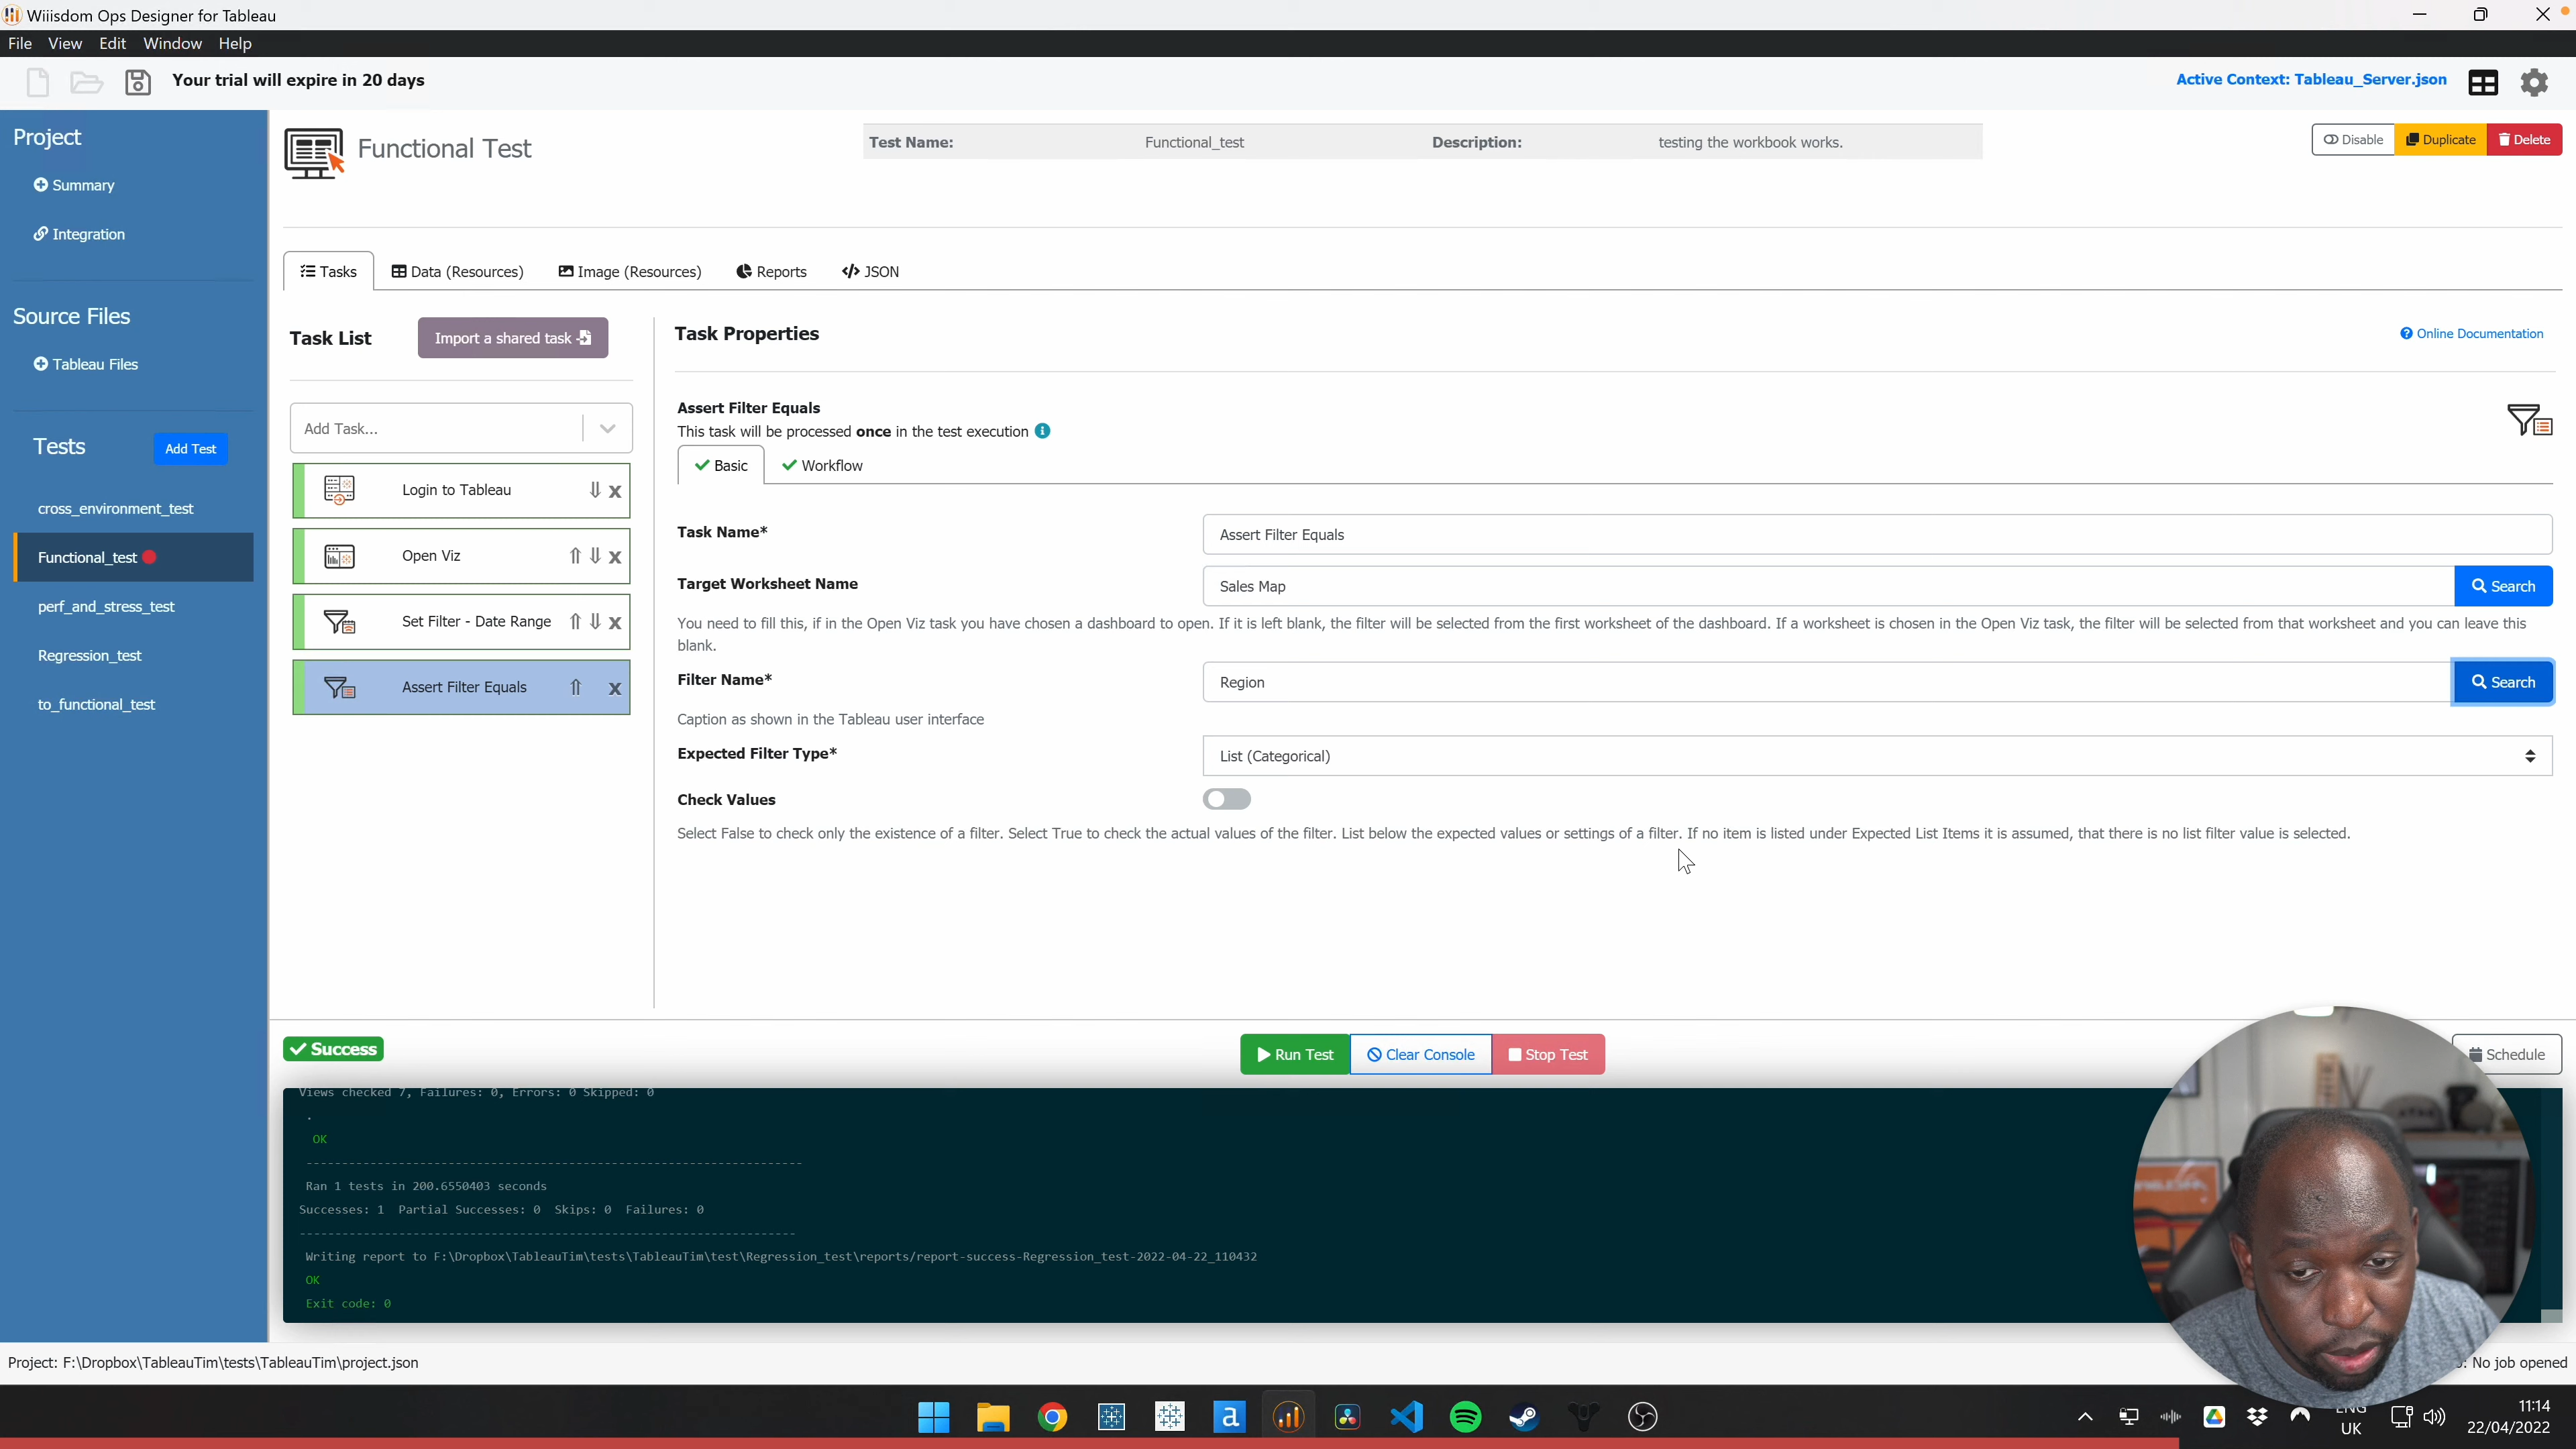 Wiiisdom Ops Designer for Tableau
File View Edit Window Help
Your trial will expire in 20 days
Active Context: Tableau_Server.json
Project
Summary
Integration
Source Files
Tableau Files
Tests
Add Test
cross_environment_test
Functional_test
perf_and_stress_test
Regression_test
to_functional_test
Functional Test
Test Name: Functional_test Description: testing the workbook works.
Disable Duplicate Delete
Tasks Data (Resources) Image (Resources) Reports JSON
Task List Import a shared task
Add Task...
Login to Tableau
Open Viz
Set Filter - Date Range
Assert Filter Equals
Task Properties
Online Documentation
Assert Filter Equals
This task will be processed once in the test execution
Basic Workflow
Task Name* Assert Filter Equals
Target Worksheet Name Sales Map Search
You need to fill this, if in the Open Viz task you have chosen a dashboard to open. If it is left blank, the filter will be selected from the first worksheet of the dashboard. If a worksheet is chosen in the Open Viz task, the filter will be selected from that worksheet and you can leave this
blank.
Filter Name* Region Search
Caption as shown in the Tableau user interface
Expected Filter Type* List (Categorical)
Check Values
Select False to check only the existence of a filter. Select True to check the actual values of the filter. List below the expected values or settings of a filter. If no item is listed under Expected List Items it is assumed, that there is no list filter value is selected.
Success
Run Test Clear Console Stop Test
Schedule
Views checked 7, Failures: 0, Errors: 0 Skipped: 0
.
OK
----------------------------------------------------------------------
Ran 1 tests in 200.6550403 seconds
Successes: 1 Partial Successes: 0 Skips: 0 Failures: 0
----------------------------------------------------------------------
Writing report to F:\Dropbox\TableauTim\tests\TableauTim\test\Regression_test\reports/report-success-Regression_test-2022-04-22_110432
OK
Exit code: 0
Project: F:\Dropbox\TableauTim\tests\TableauTim\project.json
No job opened
ENG
UK
11:14
22/04/2022